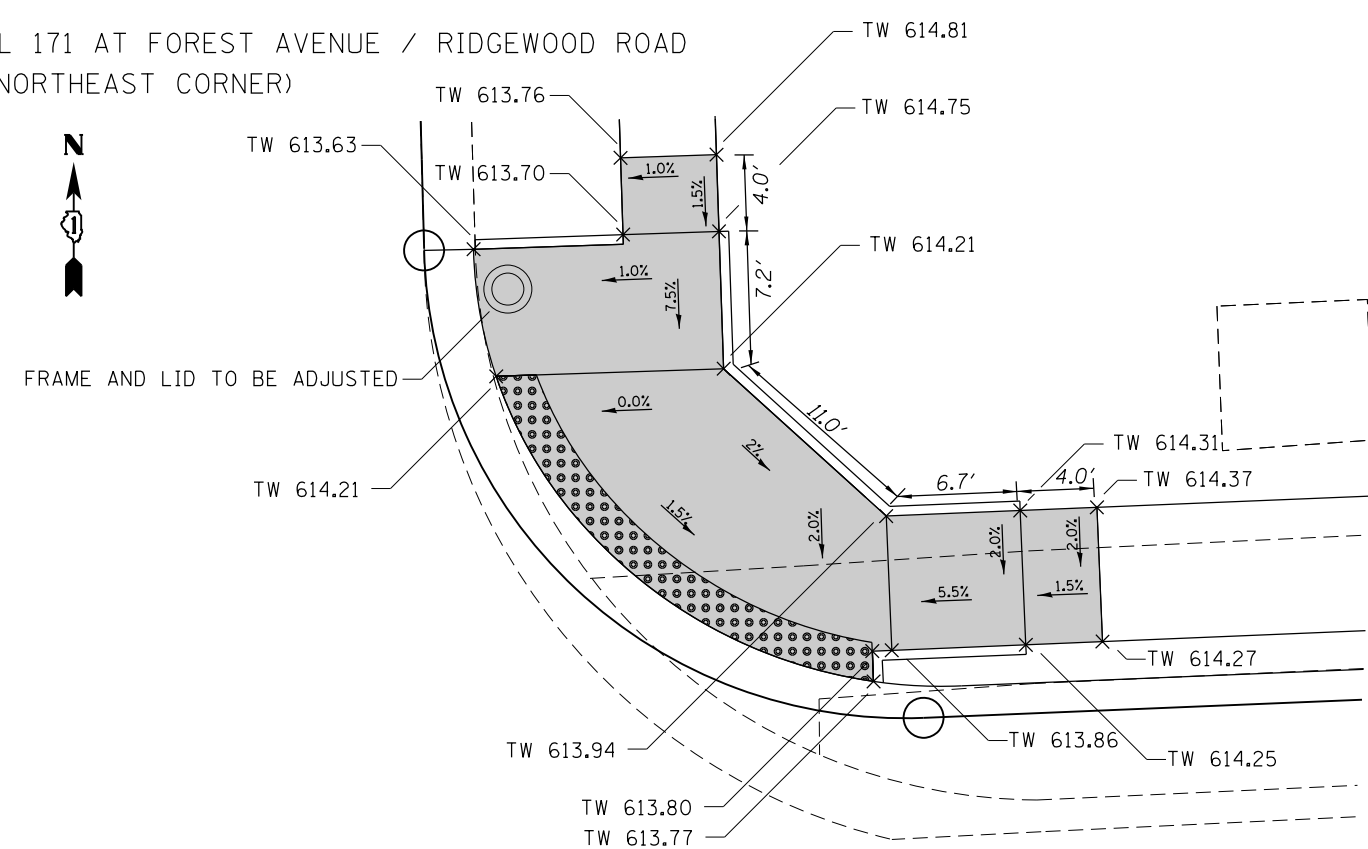 L 171 AT FOREST AVENUE / RIDGEWOOD ROAD
NORTHEAST CORNER)
N
1
TW 614.81
TW 613.76
TW 614.75
TW 613.63
TW 613.70
1.0%
1.5%
4.0'
TW 614.21
1.0%
7.5%
7.2'
FRAME AND LID TO BE ADJUSTED
0.0%
11.0'
2%
TW 614.31
TW 614.21
6.7'
4.0'
TW 614.37
1.5%
2.0%
2.0%
2.0%
5.5%
1.5%
TW 614.27
TW 613.94
TW 613.86
TW 614.25
TW 613.80
TW 613.77